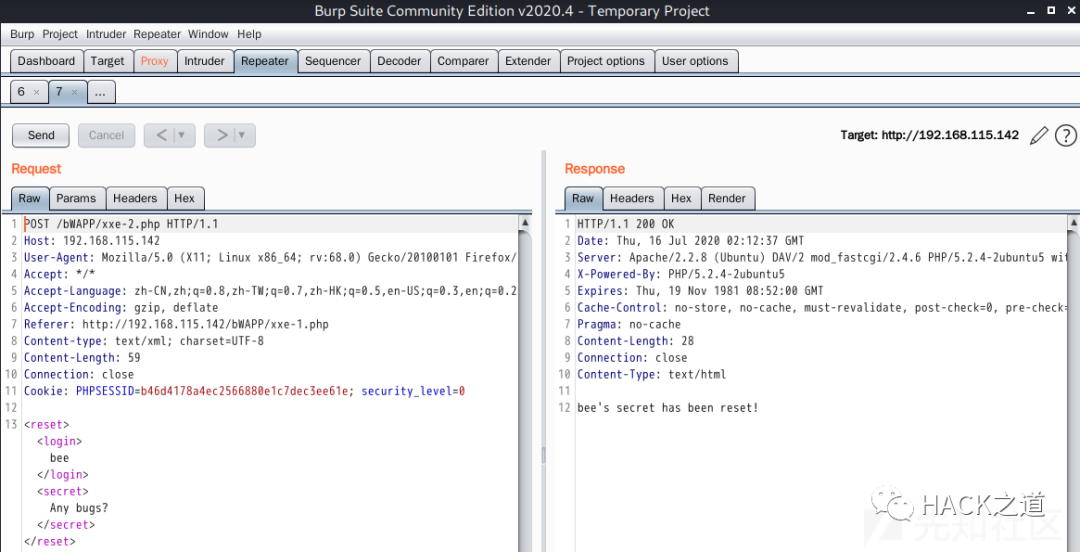 Burp Suite Community Edition v2020.4 - Temporary Project
Burp Project Intruder Repeater Window Help
Dashboard Target Proxy Intruder Repeater Sequencer Decoder Comparer Extender Project options User options
6 × 7 × ...
Send Cancel < > Target: http://192.168.115.142 ?
Request
Raw Params Headers Hex
1 POST /bWAPP/xxe-2.php HTTP/1.1
2 Host: 192.168.115.142
3 User-Agent: Mozilla/5.0 (X11; Linux x86_64; rv:68.0) Gecko/20100101 Firefox/
4 Accept: */*
5 Accept-Language: zh-CN,zh;q=0.8,zh-TW;q=0.7,zh-HK;q=0.5,en-US;q=0.3,en;q=0.2
6 Accept-Encoding: gzip, deflate
7 Referer: http://192.168.115.142/bWAPP/xxe-1.php
8 Content-type: text/xml; charset=UTF-8
9 Content-Length: 59
10 Connection: close
11 Cookie: PHPSESSID=b46d4178a4ec2566880e1c7dec3ee61e; security_level=0
12
13 <reset>
<login>
bee
</login>
<secret>
Any bugs?
</secret>
</reset>
Response
Raw Headers Hex Render
1 HTTP/1.1 200 OK
2 Date: Thu, 16 Jul 2020 02:12:37 GMT
3 Server: Apache/2.2.8 (Ubuntu) DAV/2 mod_fastcgi/2.4.6 PHP/5.2.4-2ubuntu5 wit
4 X-Powered-By: PHP/5.2.4-2ubuntu5
5 Expires: Thu, 19 Nov 1981 08:52:00 GMT
6 Cache-Control: no-store, no-cache, must-revalidate, post-check=0, pre-check=
7 Pragma: no-cache
8 Content-Length: 28
9 Connection: close
10 Content-Type: text/html
11
12 bee's secret has been reset!
HACK之道
先知社区